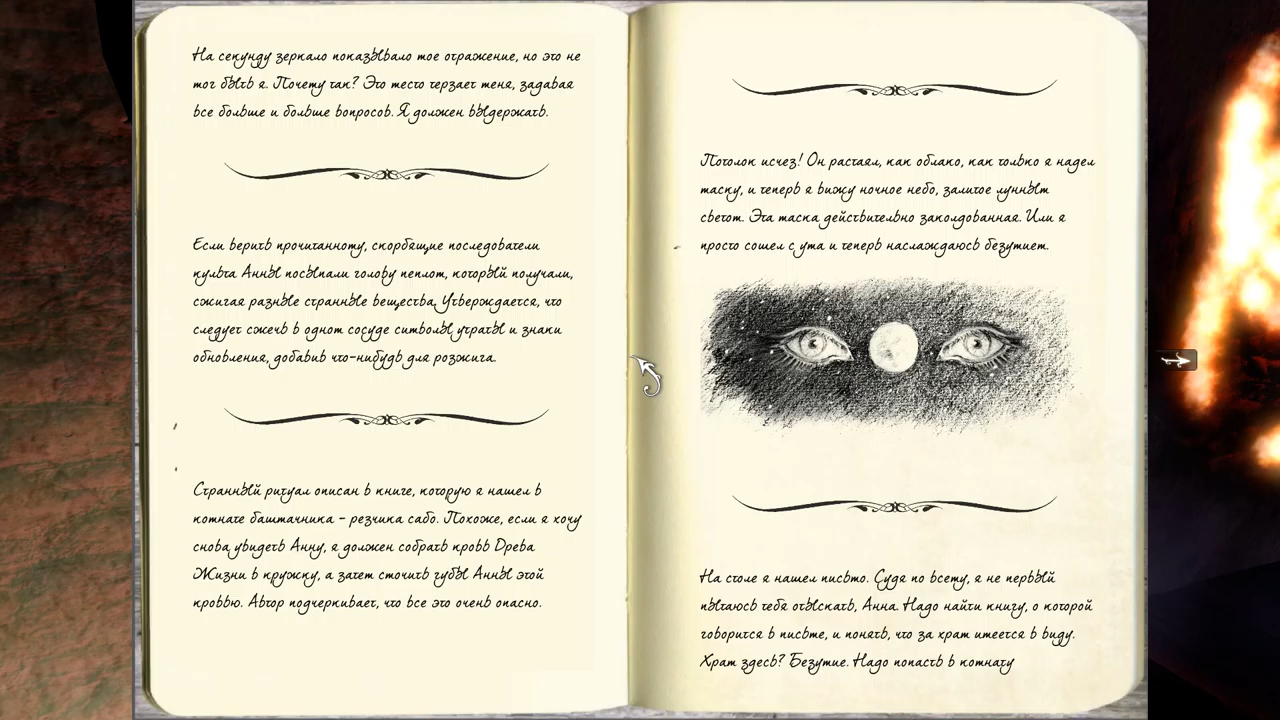 На секунду зеркало показывало мое отражение, но это не
мог быть я. Почему так? Это место терзает меня, задавая
все больше и больше вопросов. Я должен выдержать.
Если верить прочитанному, скорбящие последователи
культа Анны посыпали голову пеплом, который получали,
сжигая разные странные вещества. Утверждается, что
следует сжечь в одном сосуде символы утраты и знаки
обновления, добавив что-нибудь для розжига.
Странный ритуал описан в книге, которую я нашел в
комнате башмачника - резчика сабо. Похоже, если я хочу
снова увидеть Анну, я должен собрать кровь Древа
Жизни в кружку, а затем смочить губы Анны этой
кровью. Автор подчеркивает, что все это очень опасно.
Потолок исчез! Он растаял, как облако, как только я надел
маску, и теперь я вижу ночное небо, залитое лунным
светом. Эта маска действительно заколдованная. Или я
просто сошел с ума и теперь наслаждаюсь безумием.
На столе я нашел письмо. Судя по всему, я не первый
пытаюсь тебя отыскать, Анна. Надо найти книгу, о которой
говорится в письме, и понять, что за храм имеется в виду.
Храм здесь? Безумие. Надо попасть в комнату